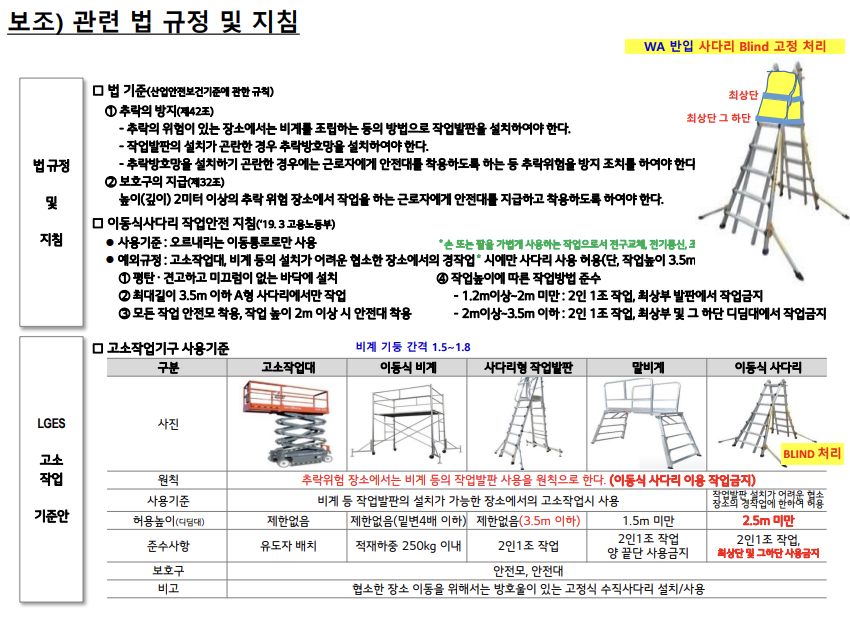 보조) 관련 법 규정 및 지침
WA 반입 사다리 Blind 고정 처리
최상단
최상단 그 하단
법 규정
및
지침
□ 법 기준(산업안전보건기준에 관한 규칙)
① 추락의 방지(제42조)
- 추락의 위험이 있는 장소에서는 비계를 조립하는 등의 방법으로 작업발판을 설치하여야 한다.
- 작업발판의 설치가 곤란한 경우 추락방호망을 설치하여야 한다.
- 추락방호망을 설치하기 곤란한 경우에는 근로자에게 안전대를 착용하도록 하는 등 추락위험을 방지 조치를 하여야 한다
② 보호구의 지급(제32조)
높이(깊이) 2미터 이상의 추락 위험 장소에서 작업을 하는 근로자에게 안전대를 지급하고 착용하도록 하여야 한다.
□ 이동식사다리 작업안전 지침('19. 3 고용노동부)
● 사용기준 : 오르내리는 이동통로로만 사용
*손 또는 팔을 가볍게 사용하는 작업으로서 전구교체, 전기통신,
● 예외규정 : 고소작업대, 비계 등의 설치가 어려운 협소한 장소에서의 경작업* 시에만 사다리 사용 허용(단, 작업높이 3.5m
① 평탄 · 견고하고 미끄럼이 없는 바닥에 설치
② 최대길이 3.5m 이하 A형 사다리에서만 작업
③ 모든 작업 안전모 착용, 작업 높이 2m 이상 시 안전대 착용
④ 작업높이에 따른 작업방법 준수
- 1.2m이상~2m 미만 : 2인 1조 작업, 최상부 발판에서 작업금지
- 2m이상~3.5m 이하 : 2인 1조 작업, 최상부 및 그 하단 디딤대에서 작업금지
LGES
고소
작업
기준안
□ 고소작업기구 사용기준
비계 기둥 간격 1.5~1.8
구분 고소작업대 이동식 비계 사다리형 작업발판 말비계 이동식 사다리
사진
BLIND 처리
원칙 추락위험 장소에서는 비계 등의 작업발판 사용을 원칙으로 한다. (이동식 사다리 이용 작업금지)
사용기준 비계 등 작업발판의 설치가 가능한 장소에서의 고소작업시 사용 작업발판 설치가 어려운 협소
장소의 경작업에 한하여 허용
허용높이(디딤대) 제한없음 제한없음(밑변4배 이하) 제한없음(3.5m 이하) 1.5m 미만 2.5m 미만
준수사항 유도자 배치 적재하중 250kg 이내 2인1조 작업 2인1조 작업
양 끝단 사용금지 2인1조 작업,
최상단 및 그하단 사용금지
보호구 안전모, 안전대
비고 협소한 장소 이동을 위해서는 방호울이 있는 고정식 수직사다리 설치/사용